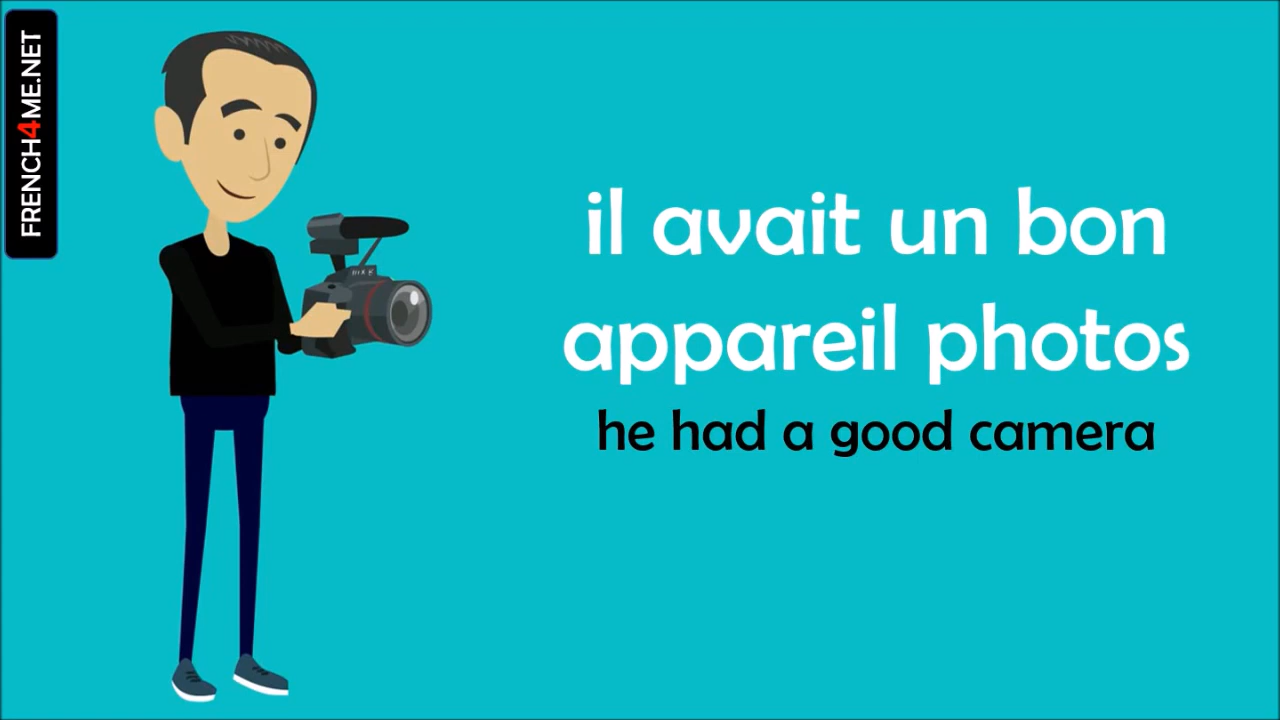 FRENCH4ME.NET
il avait un bon
appareil photos
he had a good camera